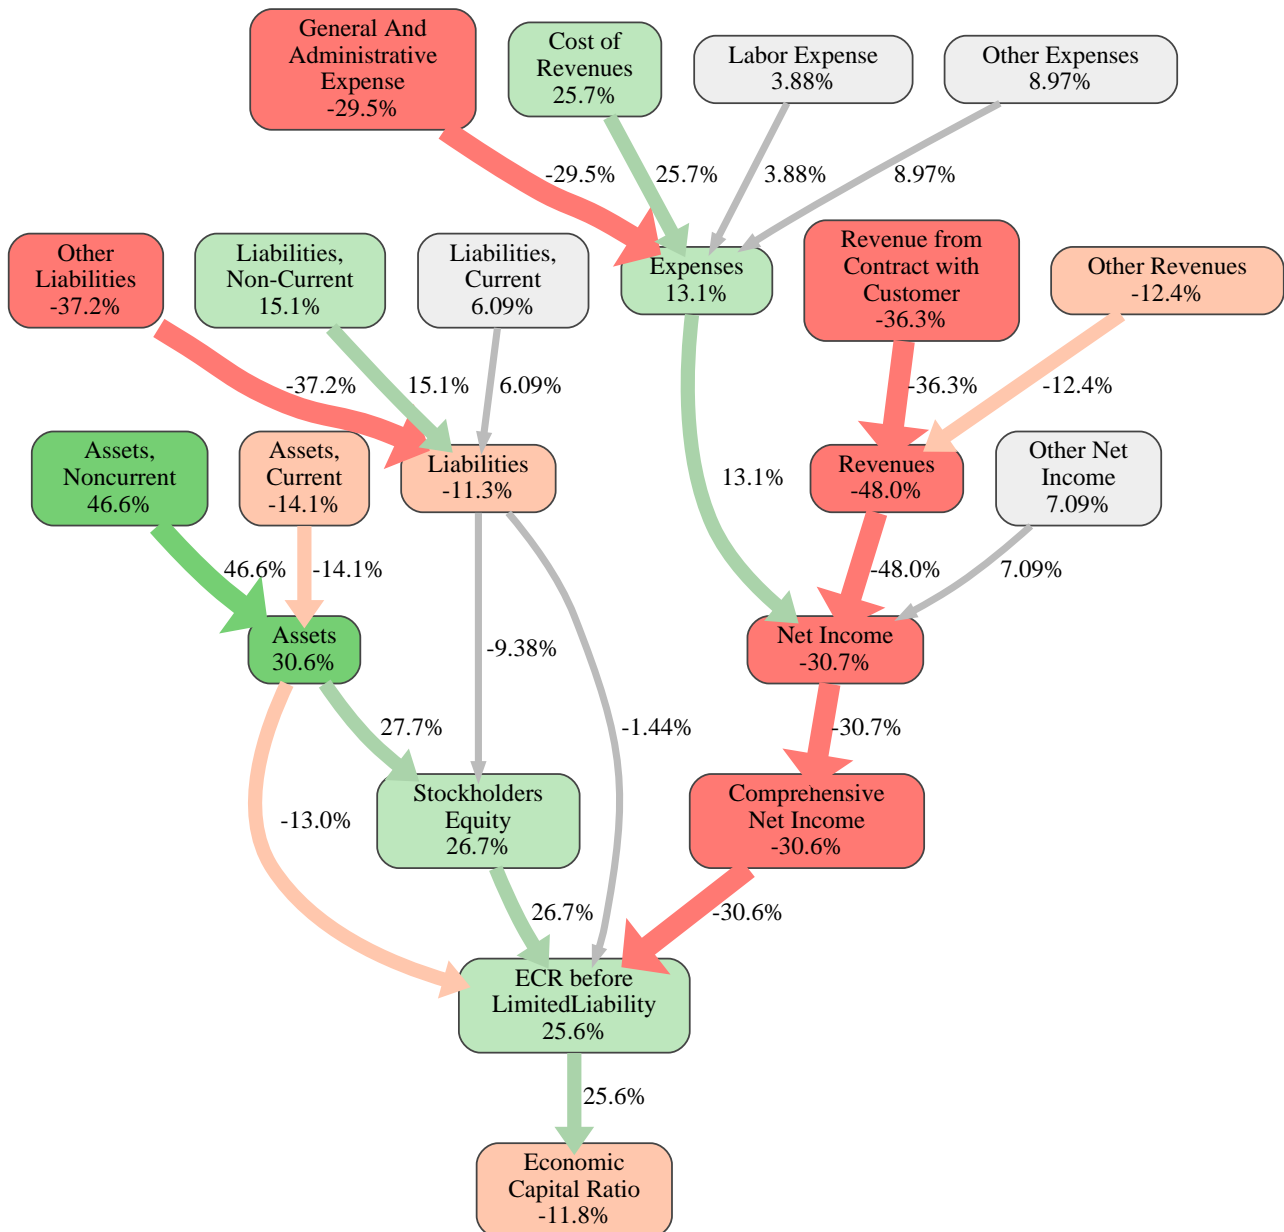 General And
Administrative
Expense
-29.5%
Cost of
Revenues
25.7%
Labor Expense
3.88%
Other Expenses
8.97%
-29.5%
25.7%
3.88%
8.97%
Other
Liabilities
-37.2%
Liabilities,
Non-Current
15.1%
Liabilities,
Current
6.09%
Expenses
13.1%
Revenue from
Contract with
Customer
-36.3%
Other Revenues
-12.4%
-37.2%
15.1%
6.09%
-36.3%
-12.4%
Assets,
Noncurrent
46.6%
Assets,
Current
-14.1%
Liabilities
-11.3%
13.1%
Revenues
-48.0%
Other Net
Income
7.09%
46.6%
-14.1%
-48.0%
7.09%
Assets
30.6%
-9.38%
Net Income
-30.7%
27.7%
-1.44%
-30.7%
-13.0%
Stockholders
Equity
26.7%
Comprehensive
Net Income
-30.6%
26.7%
-30.6%
ECR before
LimitedLiability
25.6%
25.6%
Economic
Capital Ratio
-11.8%